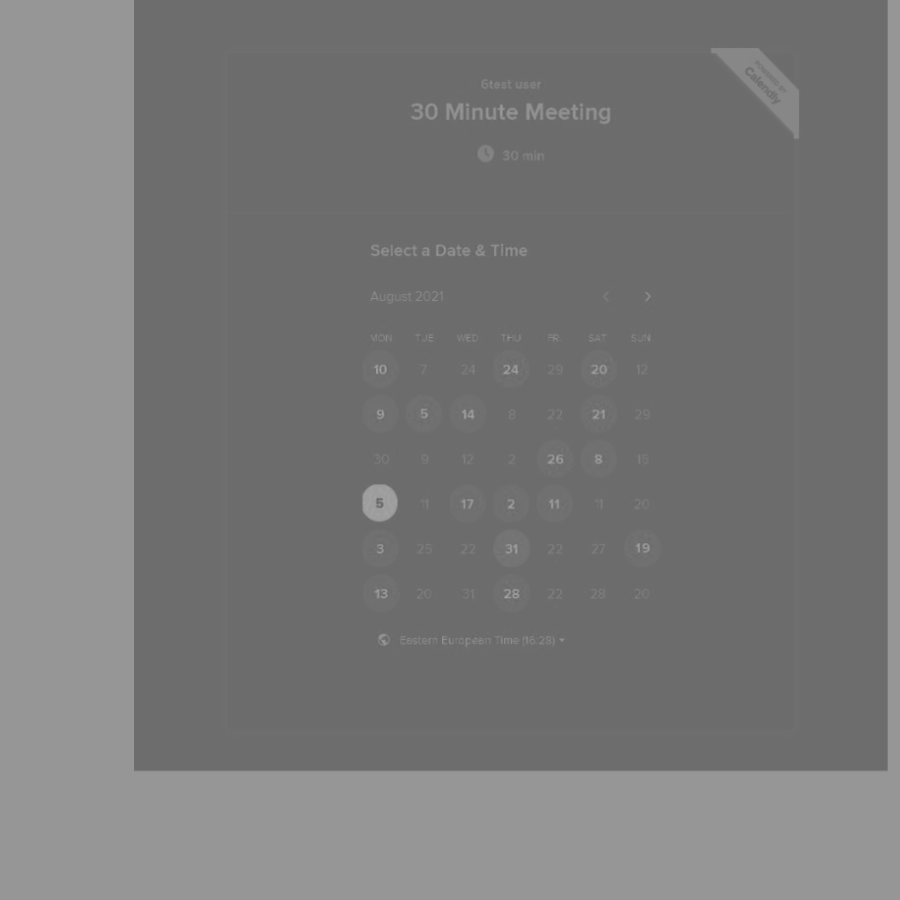 6test user
30 Minute Meeting
30 min
POWERED BY
Calendly
Select a Date & Time
August 2021
MON TUE WED THU FRI SAT SUN
10 7 24 24 29 20 12
9 5 14 8 22 21 29
30 9 12 2 26 8 15
5 11 17 2 11 11 20
3 25 22 31 22 27 19
13 20 31 28 22 28 20
Eastern European Time (16:28)